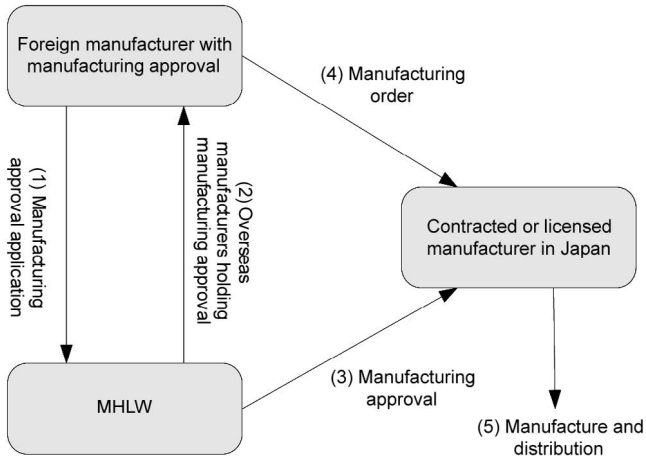 Foreign manufacturer with
manufacturing approval
(4) Manufacturing
order
(1) Manufacturing
approval application
(2) Overseas
manufacturers holding
manufacturing approval
Contracted or licensed
manufacturer in Japan
(3) Manufacturing
approval
MHLW
(5) Manufacture and
distribution